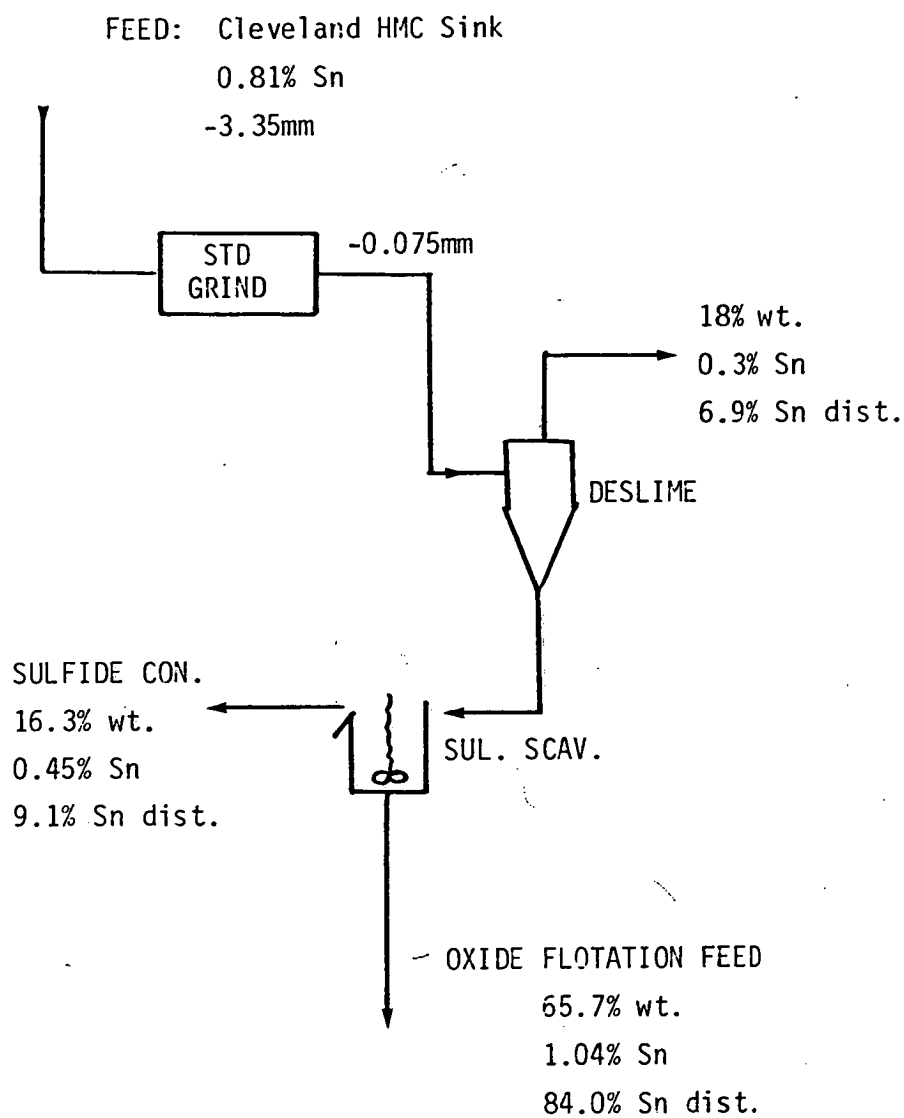 FEED: Cleveland HMC Sink
0.81% Sn
-3.35mm
STD
GRIND
-0.075mm
18% wt.
0.3% Sn
6.9% Sn dist.
DESLIME
SULFIDE CON.
16.3% wt.
0.45% Sn
9.1% Sn dist.
SUL. SCAV.
OXIDE FLOTATION FEED
65.7% wt.
1.04% Sn
84.0% Sn dist.